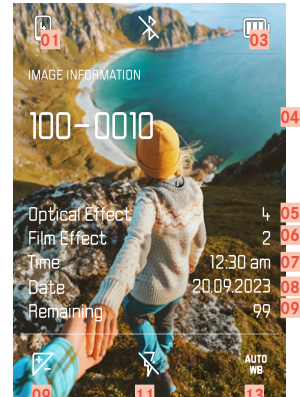 01
03
IMAGE INFORMATION
100-0010
04
Optical Effect 4 05
Film Effect 2 06
Time 12:30 am 07
Date 20.09.2023 08
Remaining 99 09
AUTO
WB
09 11 13